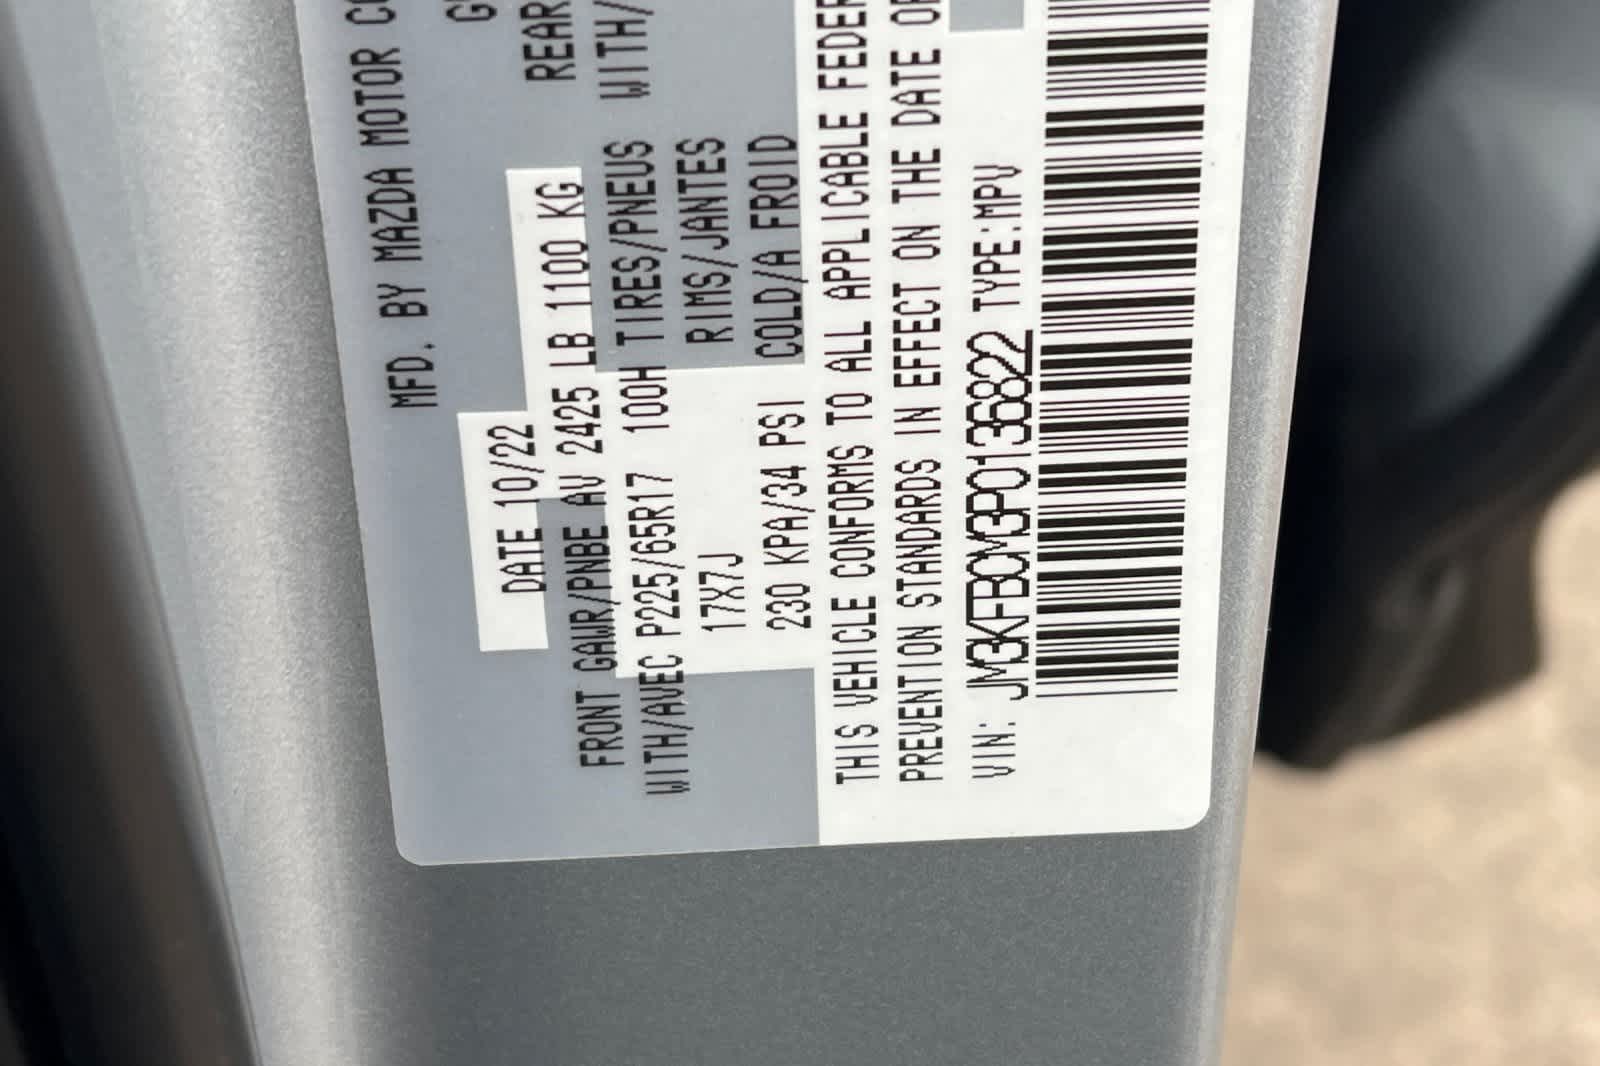 MFD. BY MAZDA MOTOR CO
DATE 10/22
FRONT GAWR/PNBE AV 2425 LB 1100 KG REAR
WITH/AVEC P225/65R17 100H TIRES/PNEUS WITH/
17X7J RIMS/JANTES
230 KPA/34 PSI COLD/A FROID
THIS VEHICLE CONFORMS TO ALL APPLICABLE FEDER
PREVENTION STANDARDS IN EFFECT ON THE DATE OF
VIN: JM3KFBCM3P0136822 TYPE:MPV